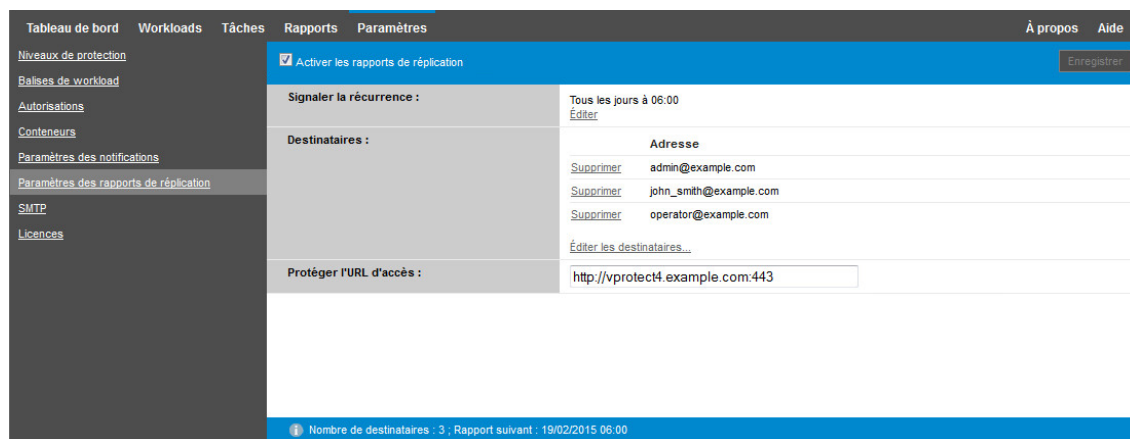 Tableau de bord Workloads Tâches Rapports Paramètres À propos Aide
Niveaux de protection
Balises de workload
Autorisations
Conteneurs
Paramètres des notifications
Paramètres des rapports de réplication
SMTP
Licences
Activer les rapports de réplication Enregistrer
Signaler la récurrence : Tous les jours à 06:00
Éditer
Destinataires : Adresse
Supprimer admin@example.com
Supprimer john_smith@example.com
Supprimer operator@example.com
Éditer les destinataires...
Protéger l'URL d'accès : http://vprotect4.example.com:443
Nombre de destinataires : 3 ; Rapport suivant : 19/02/2015 06:00